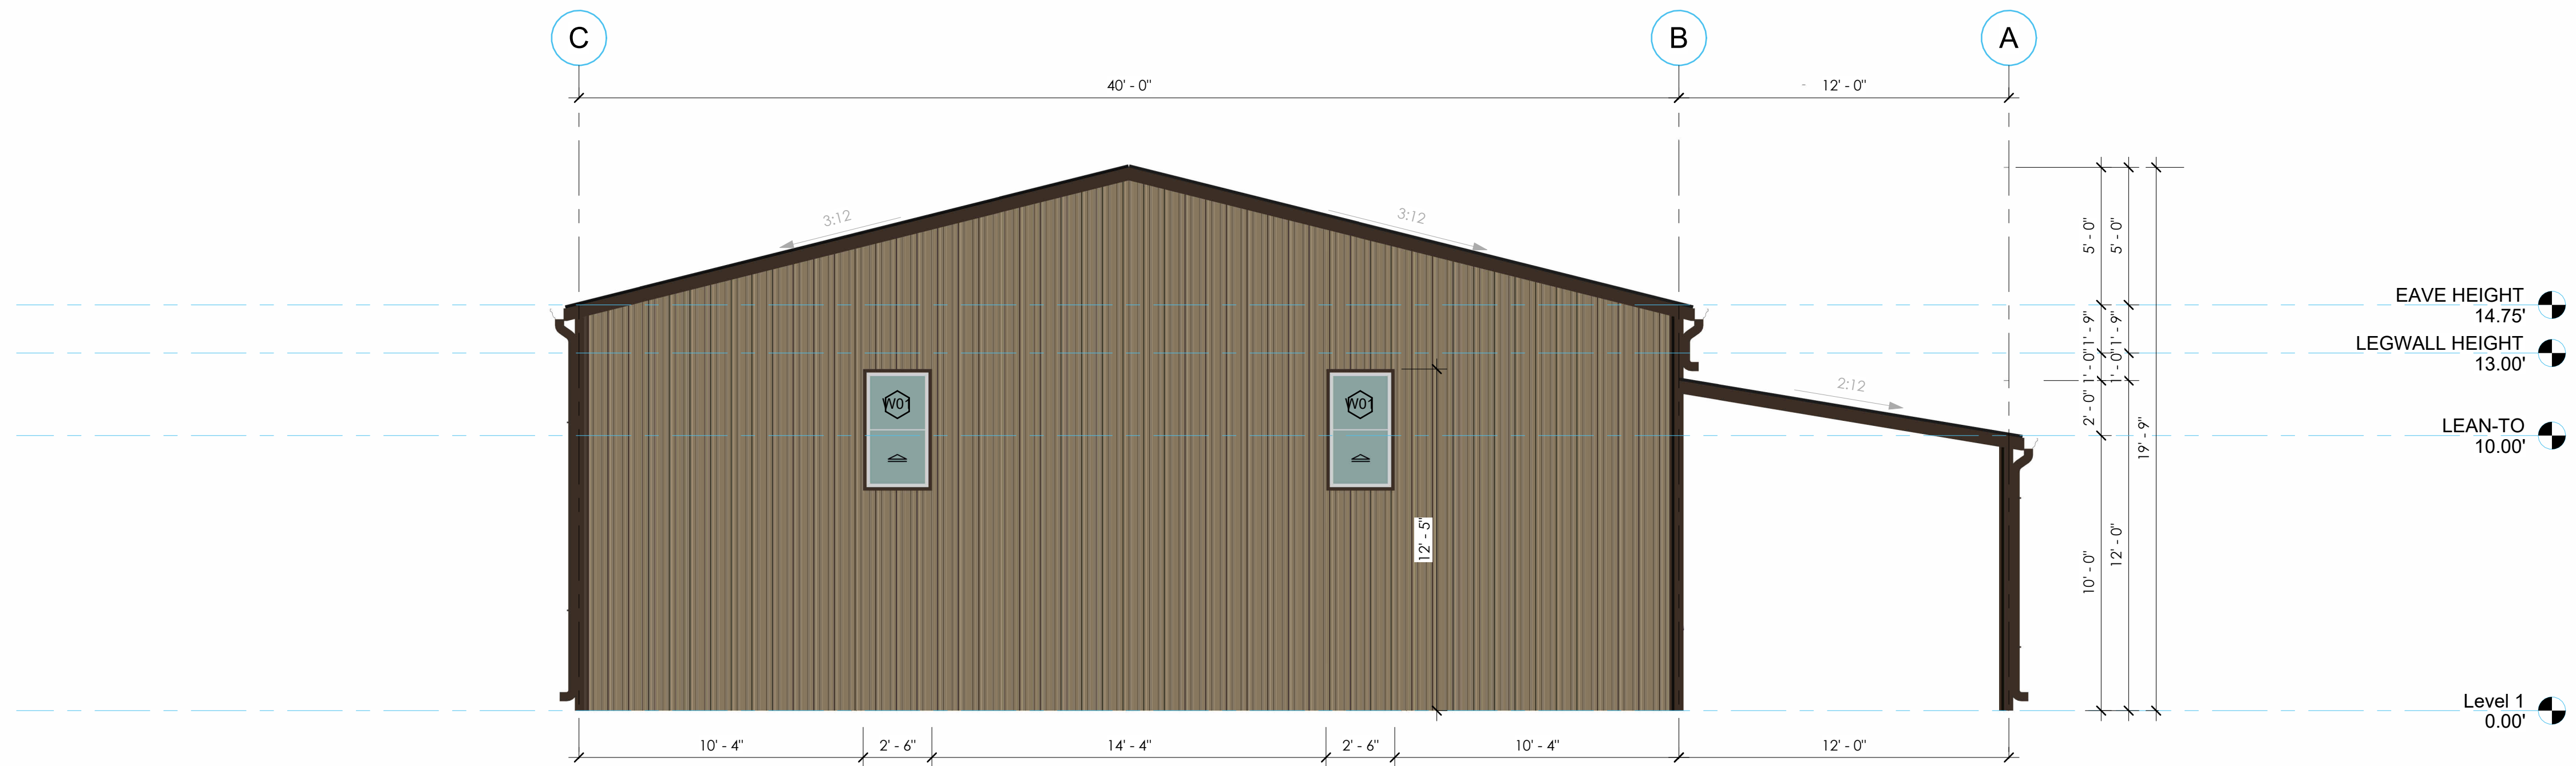 C
B
A
40' - 0"
12' - 0"
3:12
3:12
2:12
5' - 0"
5' - 0"
1' - 9"
1' - 9"
1' - 0"
1' - 0"
2' - 0"
19' - 9"
10' - 0"
12' - 0"
EAVE HEIGHT
14.75'
LEGWALL HEIGHT
13.00'
LEAN-TO
10.00'
Level 1
0.00'
W01
W01
12' - 5"
10' - 4"
2' - 6"
14' - 4"
2' - 6"
10' - 4"
12' - 0"